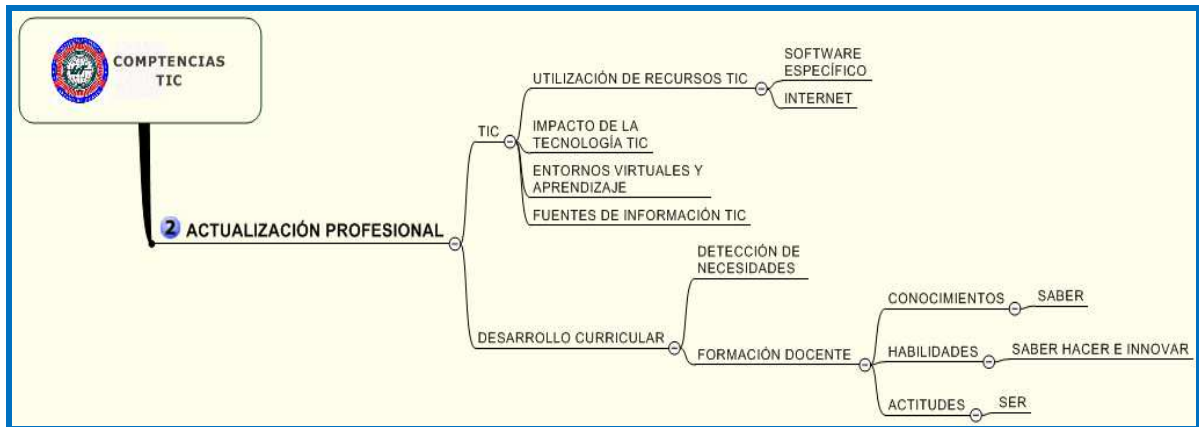 COMPTENCIAS
TIC
2 ACTUALIZACIÓN PROFESIONAL
TIC
UTILIZACIÓN DE RECURSOS TIC
SOFTWARE
ESPECÍFICO
INTERNET
IMPACTO DE LA
TECNOLOGÍA TIC
ENTORNOS VIRTUALES Y
APRENDIZAJE
FUENTES DE INFORMACIÓN TIC
DESARROLLO CURRICULAR
DETECCIÓN DE
NECESIDADES
FORMACIÓN DOCENTE
CONOCIMIENTOS
SABER
HABILIDADES
SABER HACER E INNOVAR
ACTITUDES
SER